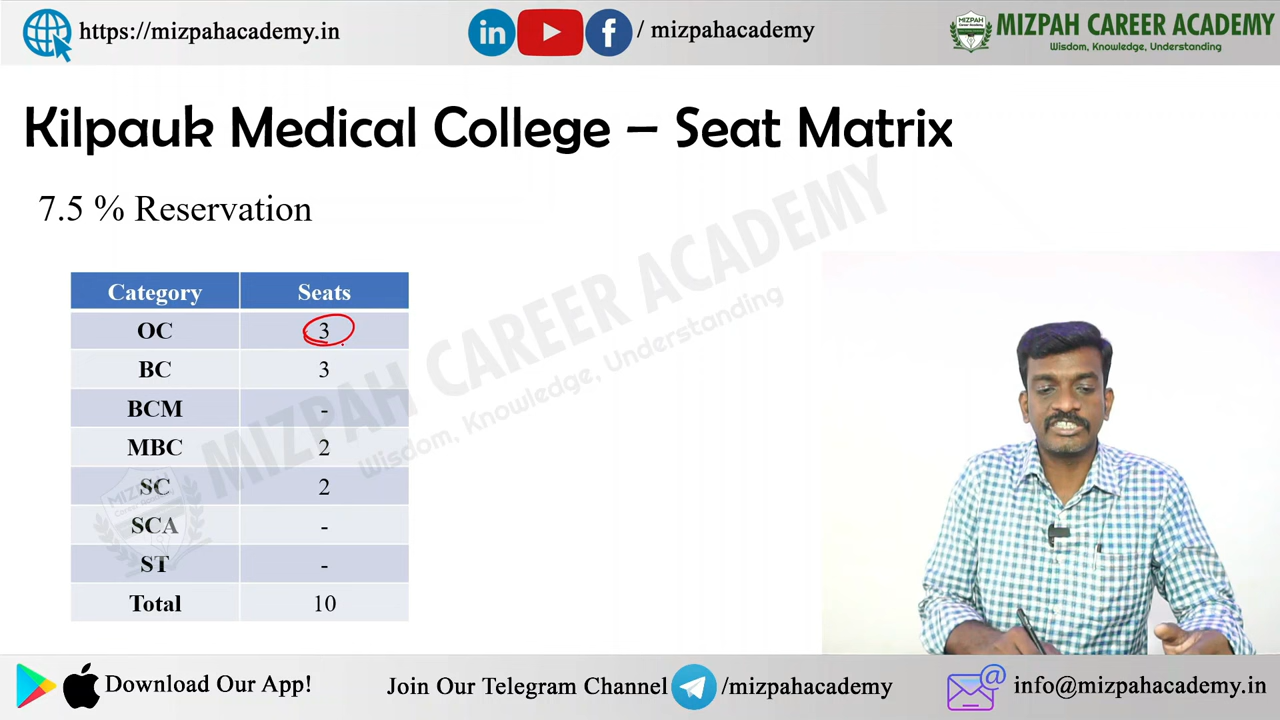 https://mizpahacademy.in
in
f
/ mizpahacademy
MIZPAH CAREER ACADEMY
Wisdom, Knowledge, Understanding
Kilpauk Medical College – Seat Matrix
7.5 % Reservation
Category Seats
OC 3
BC 3
BCM -
MBC 2
SC 2
SCA -
ST -
Total 10
MIZPAH CAREER ACADEMY
Wisdom, Knowledge, Understanding
Download Our App!
Join Our Telegram Channel
/mizpahacademy
@
info@mizpahacademy.in